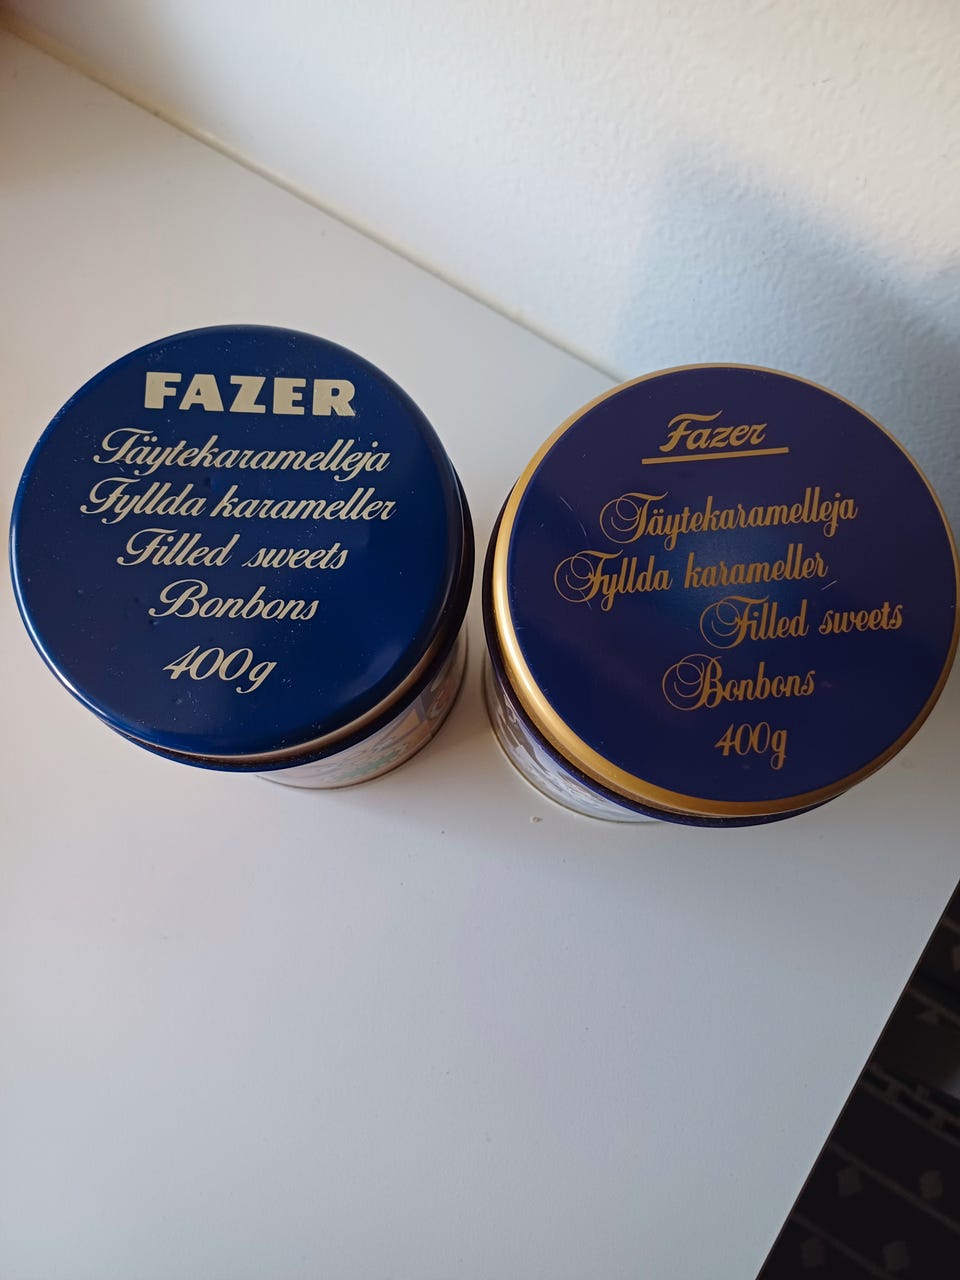 FAZER
Täytekaramelleja
Fyllda karameller
Filled sweets
Bonbons
400g
Fazer
Täytekaramelleja
Fyllda karameller
Filled sweets
Bonbons
400g